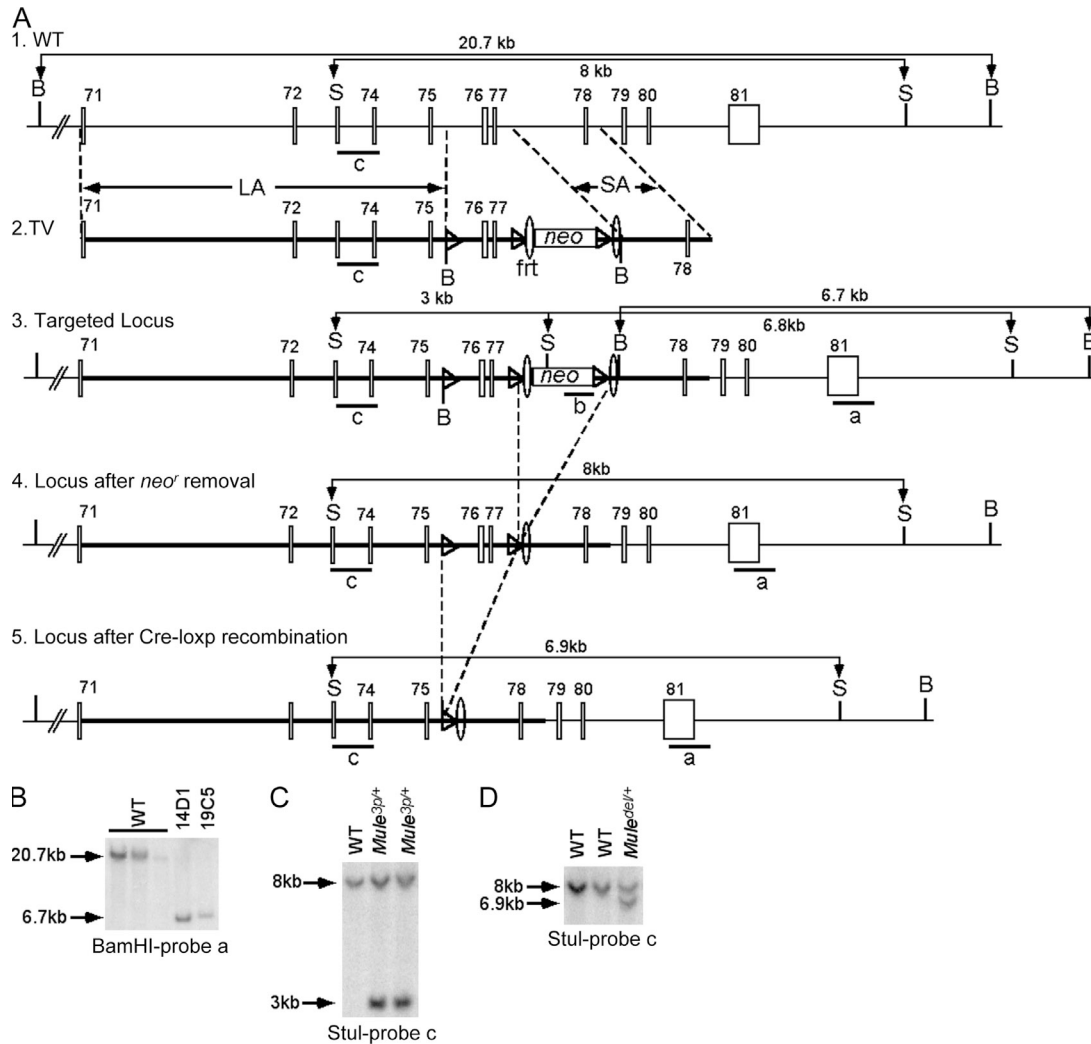 A
1. WT
20.7 kb
8 kb
B 71 72 S 74 75 76 77 78 79 80 81 S B
c
LA SA
2.TV
71 72 74 75 76 77 neo
c B frt B 78
3. Targeted Locus
3 kb 6.7 kb
6.8kb
71 72 S 74 75 76 77 S neo B 78 79 80 81 S B
c B b a
4. Locus after neoʳ removal
8kb
71 72 S 74 75 76 77 78 79 80 81 S B
c a
5. Locus after Cre-loxp recombination
6.9kb
71 72 S 74 75 78 79 80 81 S B
c a
B
WT 14D1 19C5
20.7kb
6.7kb
BamHI-probe a
C
WT Mule3p/+ Mule3p/+
8kb
3kb
StuI-probe c
D
WT WT Muledel/+
8kb
6.9kb
StuI-probe c